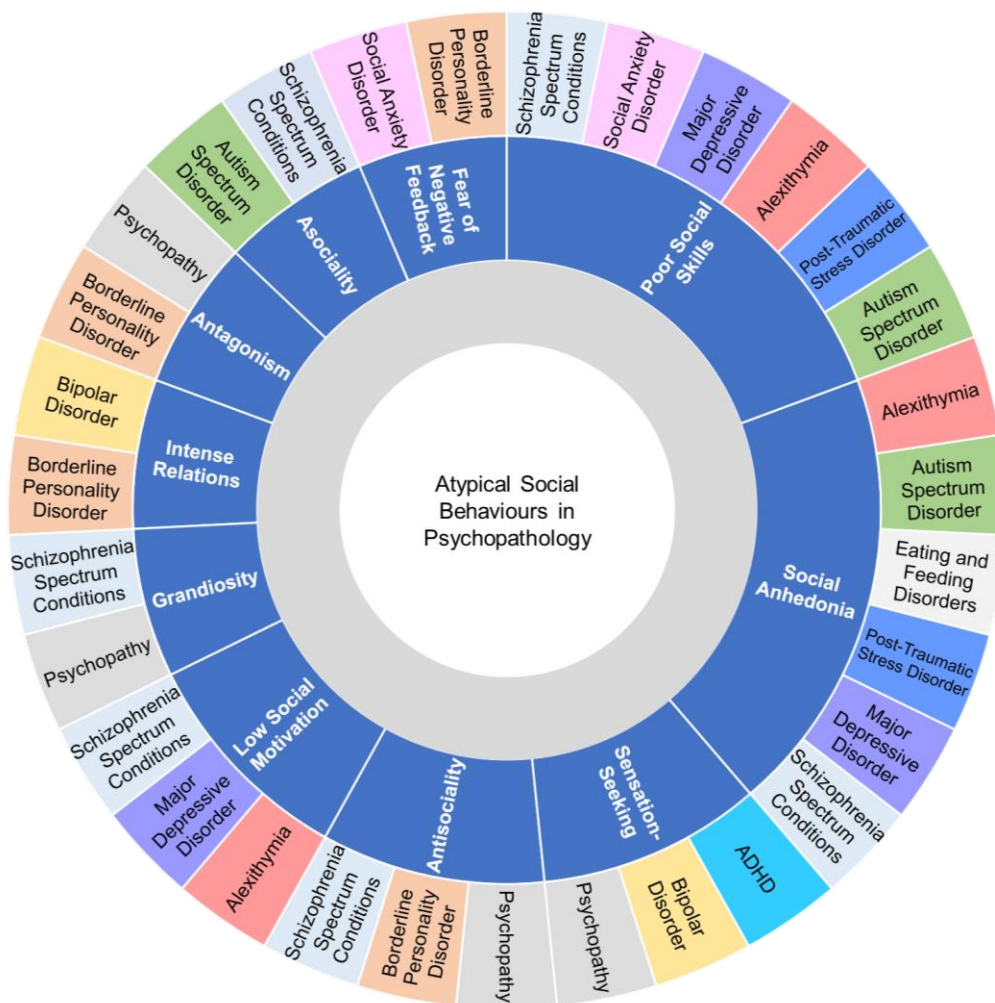 Atypical Social
Behaviours in
Psychopathology
Poor Social
Skills
Schizophrenia
Spectrum
Conditions
Social Anxiety
Disorder
Major
Depressive
Disorder
Alexithymia
Post-Traumatic
Stress Disorder
Autism
Spectrum
Disorder
Social
Anhedonia
Alexithymia
Autism
Spectrum
Disorder
Eating and
Feeding
Disorders
Post-Traumatic
Stress Disorder
Major
Depressive
Disorder
Schizophrenia
Spectrum
Conditions
Sensation-
Seeking
ADHD
Bipolar
Disorder
Psychopathy
Antisociality
Psychopathy
Borderline
Personality
Disorder
Schizophrenia
Spectrum
Conditions
Low Social
Motivation
Alexithymia
Major
Depressive
Disorder
Schizophrenia
Spectrum
Conditions
Grandiosity
Psychopathy
Schizophrenia
Spectrum
Conditions
Intense
Relations
Borderline
Personality
Disorder
Bipolar
Disorder
Antagonism
Borderline
Personality
Disorder
Psychopathy
Asociality
Autism
Spectrum
Disorder
Schizophrenia
Spectrum
Conditions
Fear of
Negative
Feedback
Social Anxiety
Disorder
Borderline
Personality
Disorder